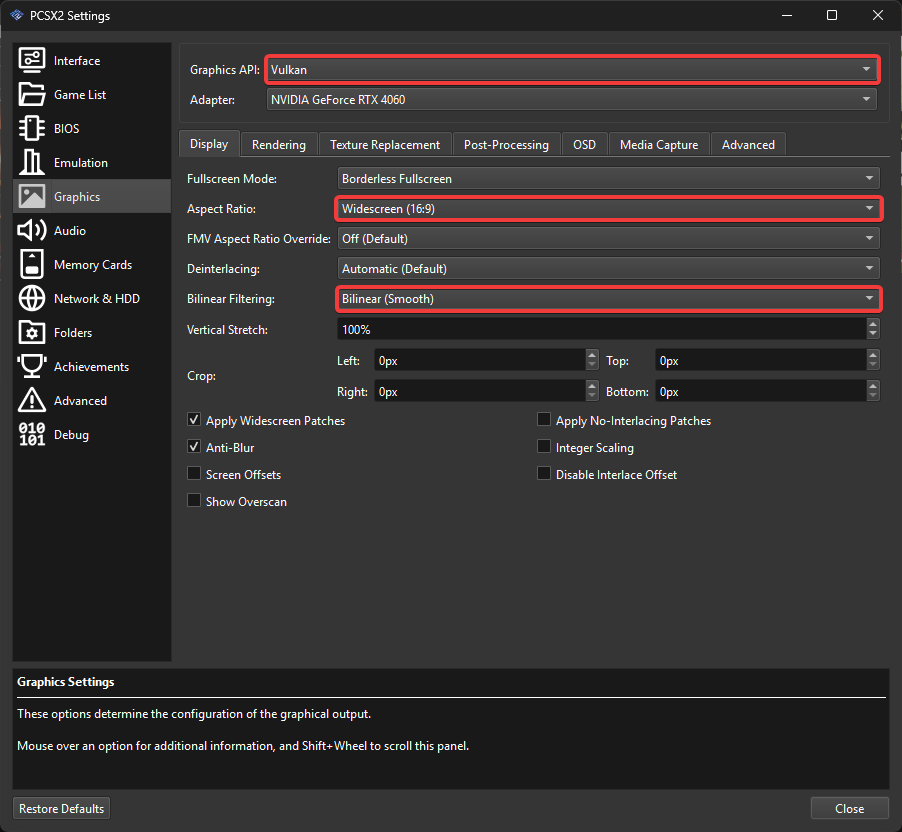 PCSX2 Settings
Interface
Game List
BIOS
Emulation
Graphics
Audio
Memory Cards
Network & HDD
Folders
Achievements
Advanced
010
101
Debug
Graphics API: Vulkan
Adapter: NVIDIA GeForce RTX 4060
Display Rendering Texture Replacement Post-Processing OSD Media Capture Advanced
Fullscreen Mode: Borderless Fullscreen
Aspect Ratio: Widescreen (16:9)
FMV Aspect Ratio Override: Off (Default)
Deinterlacing: Automatic (Default)
Bilinear Filtering: Bilinear (Smooth)
Vertical Stretch: 100%
Crop:
Left: 0px Top: 0px
Right: 0px Bottom: 0px
Apply Widescreen Patches Apply No-Interlacing Patches
Anti-Blur Integer Scaling
Screen Offsets Disable Interlace Offset
Show Overscan
Graphics Settings
These options determine the configuration of the graphical output.
Mouse over an option for additional information, and Shift+Wheel to scroll this panel.
Restore Defaults Close